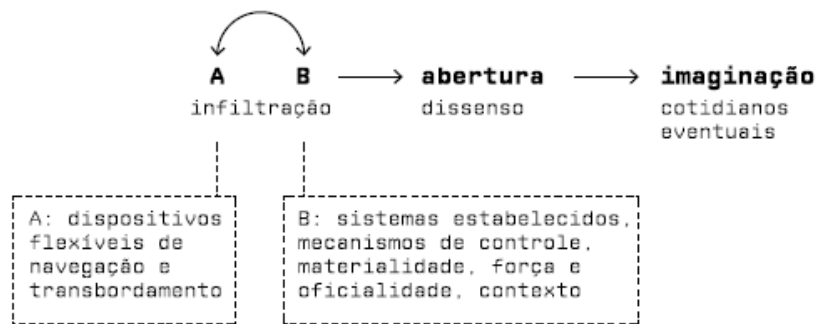 A B abertura imaginação
infiltração dissenso cotidianos
eventuais
A: dispositivos
flexíveis de
navegação e
transbordamento
B: sistemas estabelecidos,
mecanismos de controle,
materialidade, força e
oficialidade, contexto